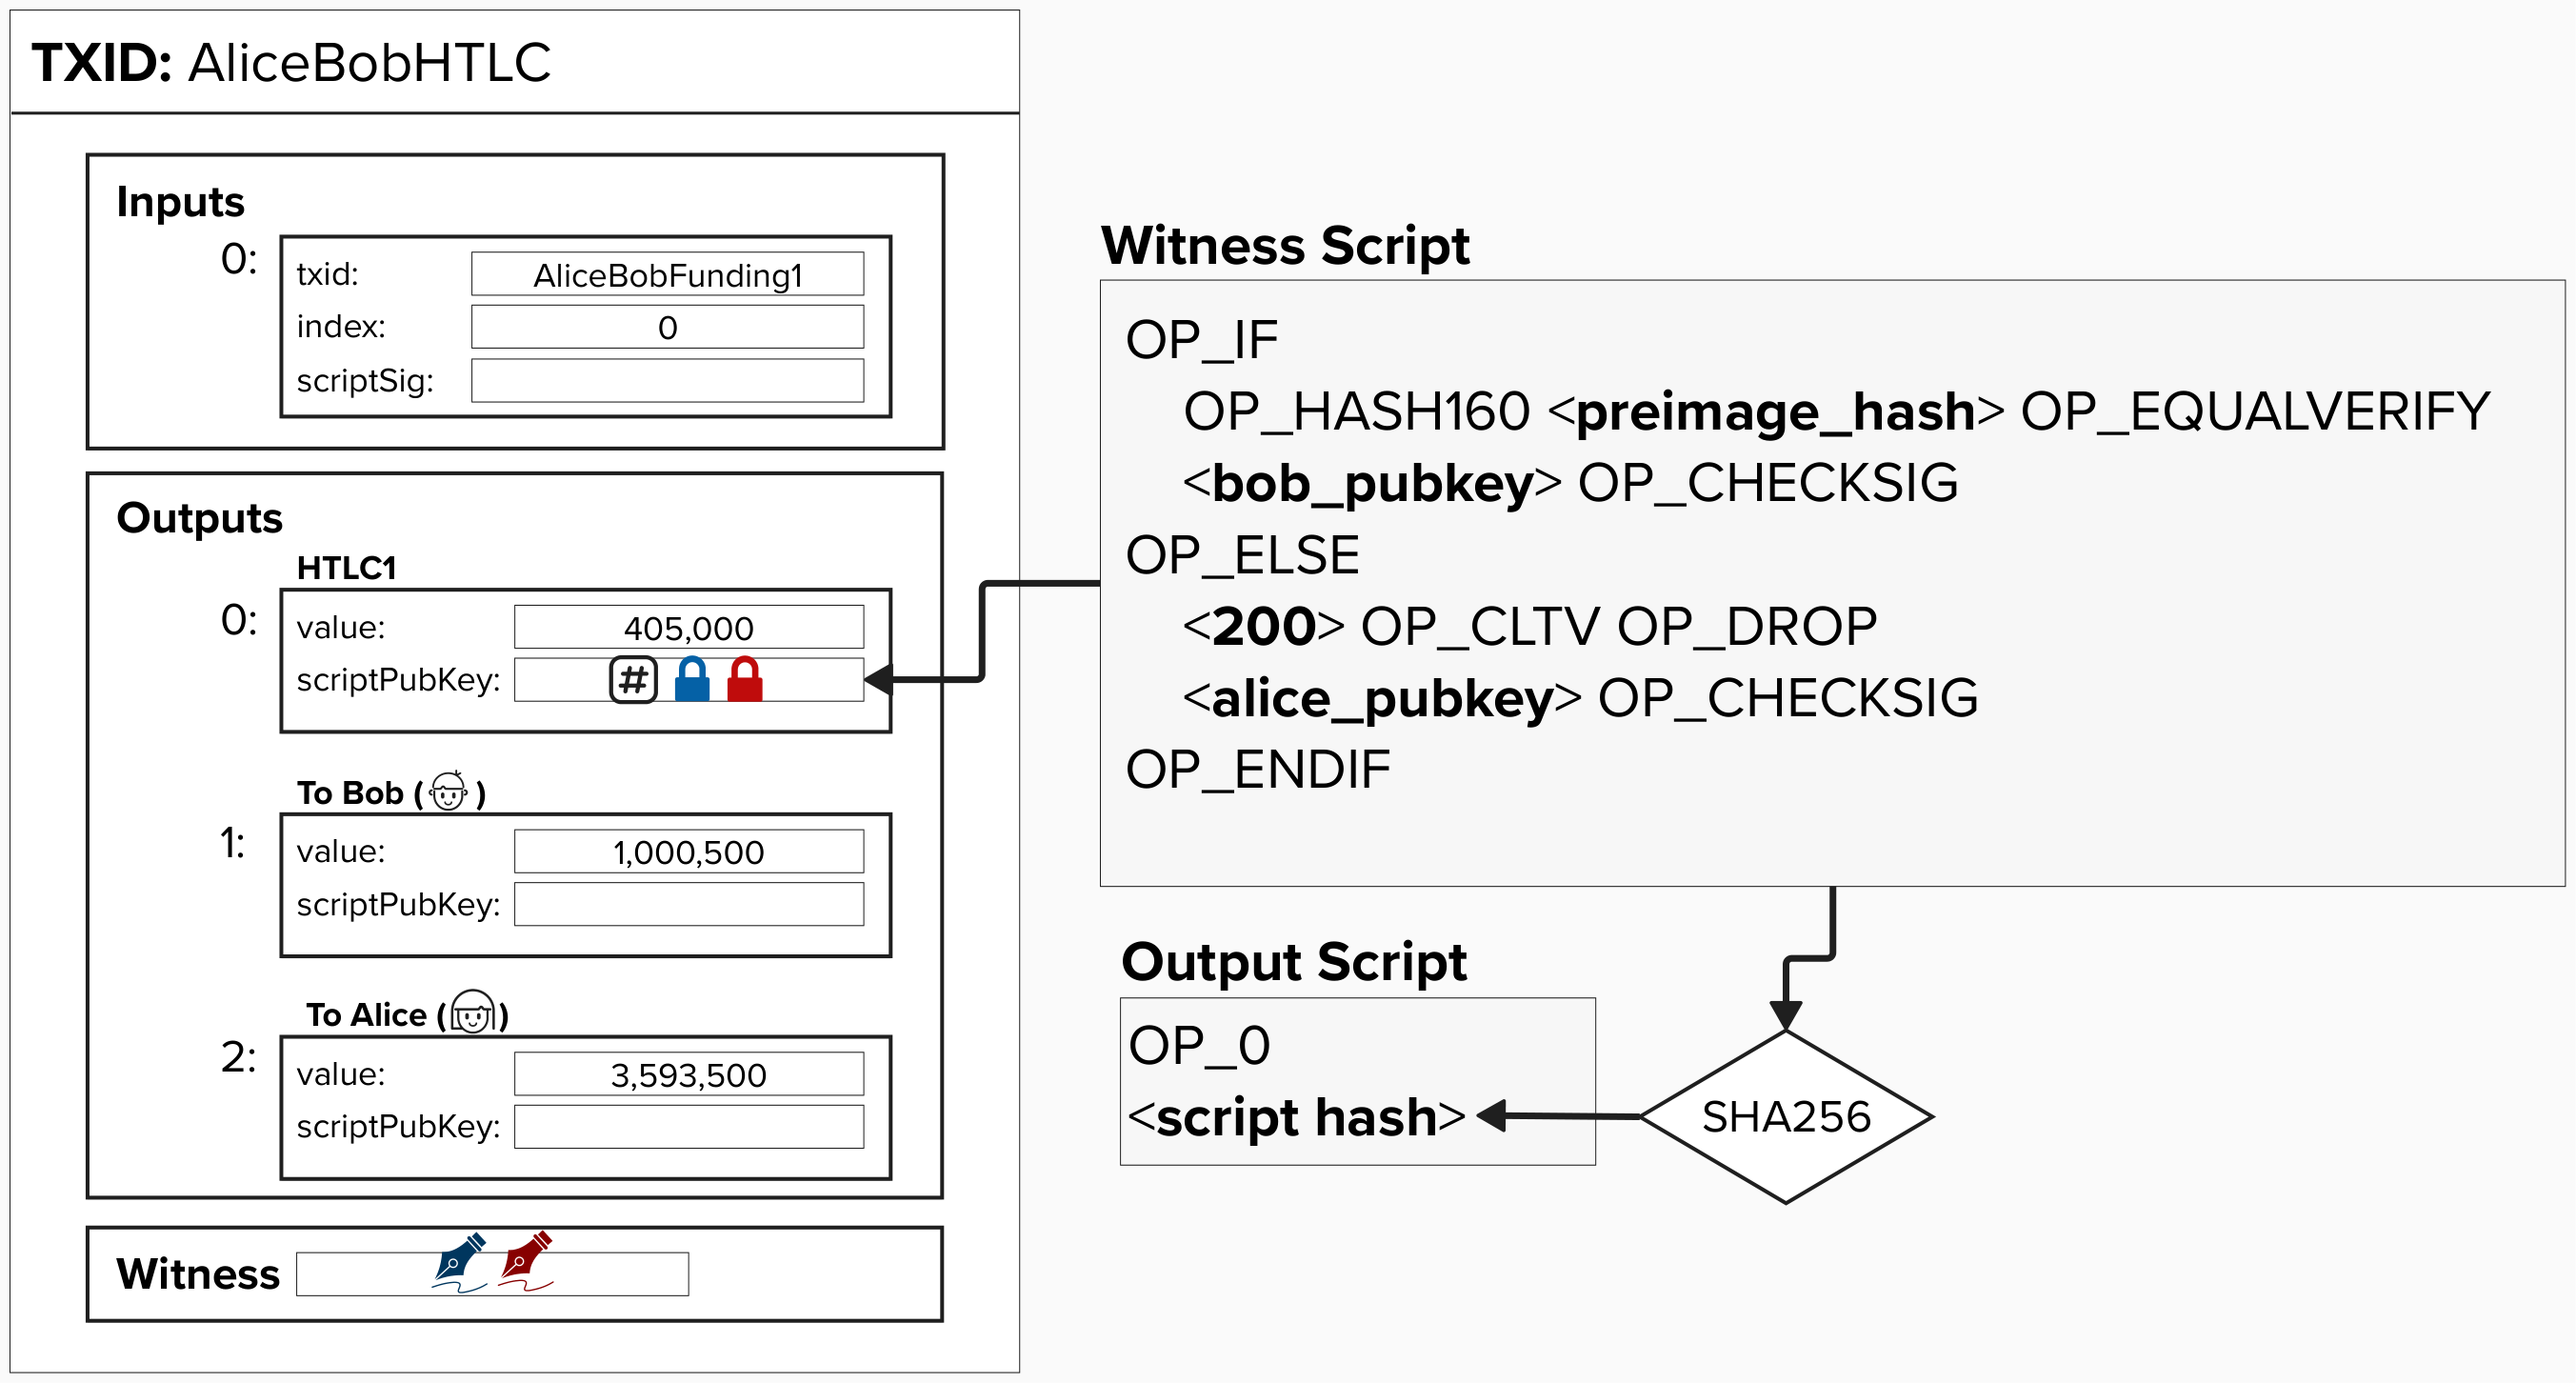 TXID: AliceBobHTLC
Inputs
0:
txid: AliceBobFunding1
index: 0
scriptSig:
Outputs
HTLC1
0:
value: 405,000
scriptPubKey: #
To Bob ( )
1:
value: 1,000,500
scriptPubKey:
To Alice ( )
2:
value: 3,593,500
scriptPubKey:
Witness
Witness Script
OP_IF
OP_HASH160 <preimage_hash> OP_EQUALVERIFY
<bob_pubkey> OP_CHECKSIG
OP_ELSE
<200> OP_CLTV OP_DROP
<alice_pubkey> OP_CHECKSIG
OP_ENDIF
Output Script
OP_0
<script hash>
SHA256